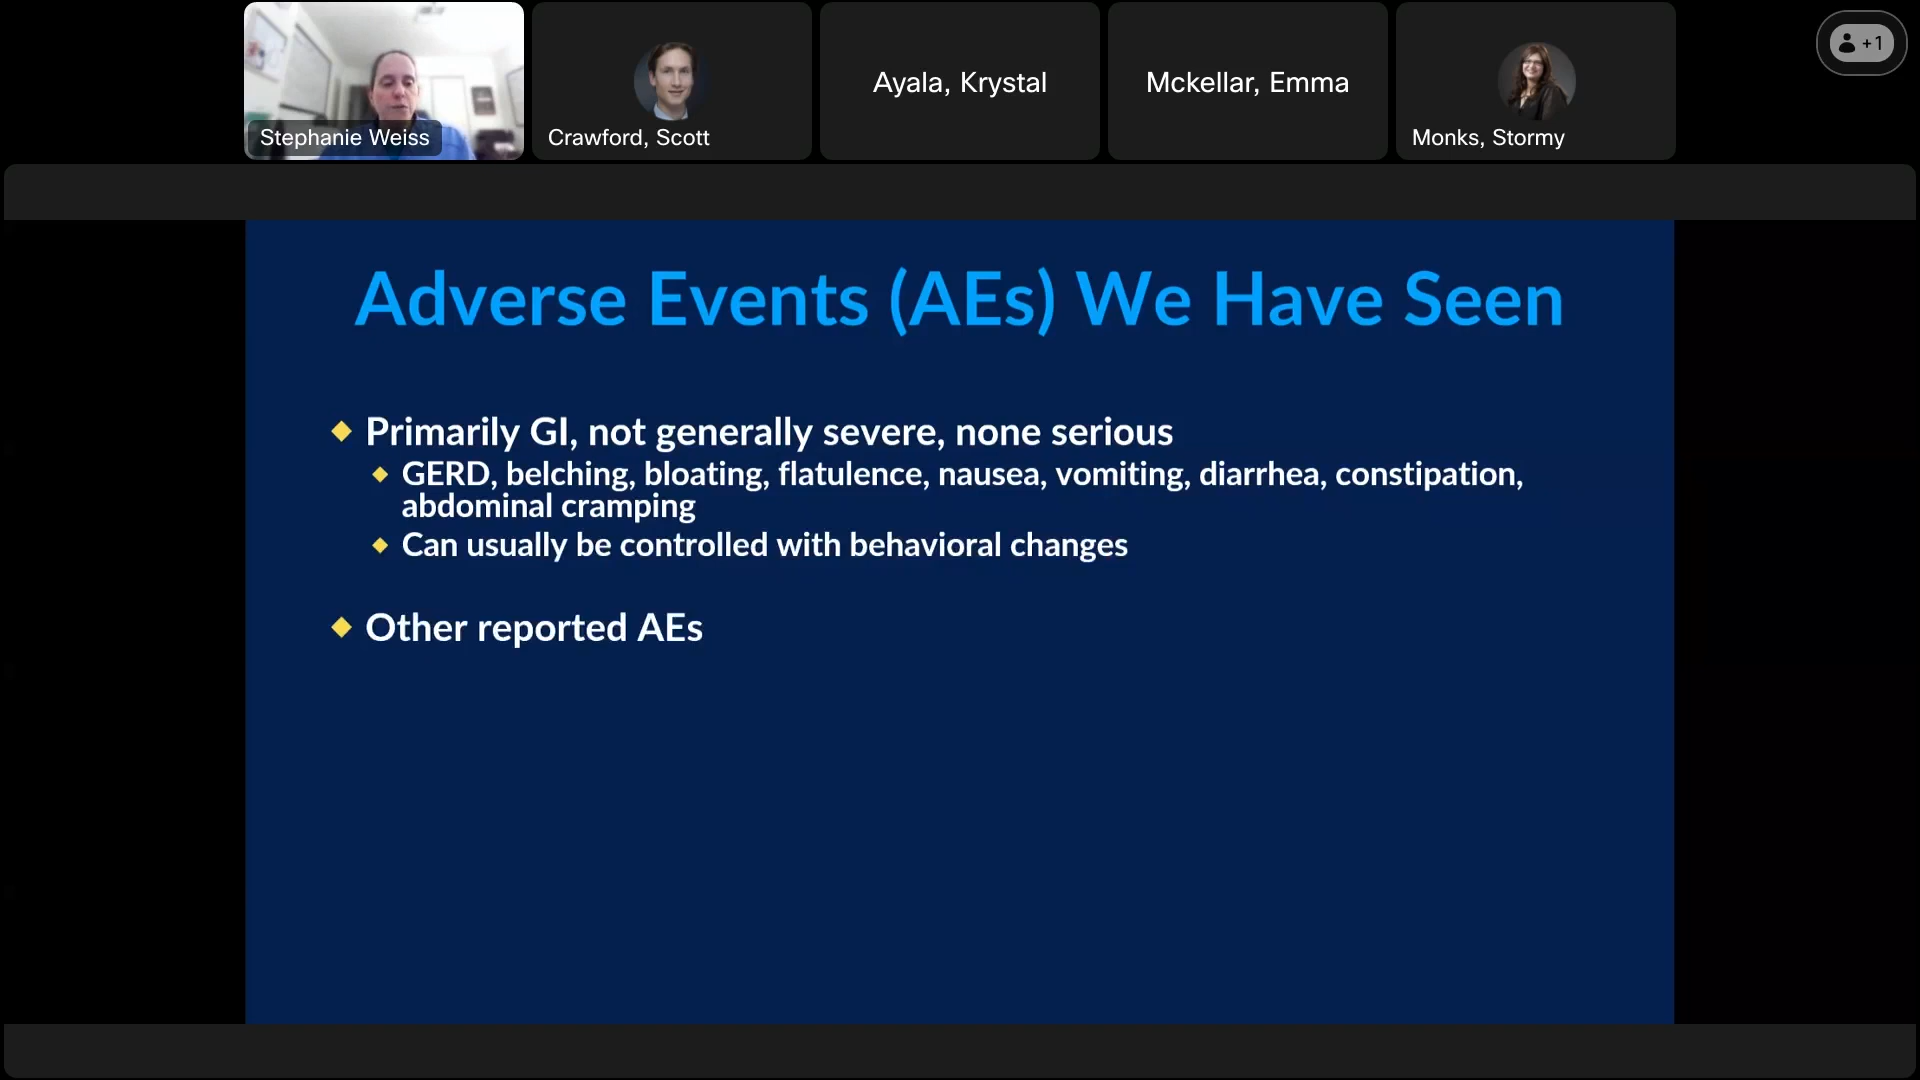 Stephanie Weiss
Crawford, Scott
Ayala, Krystal
Mckellar, Emma
Monks, Stormy
+1
Adverse Events (AEs) We Have Seen
Primarily GI, not generally severe, none serious
GERD, belching, bloating, flatulence, nausea, vomiting, diarrhea, constipation,
abdominal cramping
Can usually be controlled with behavioral changes
Other reported AEs